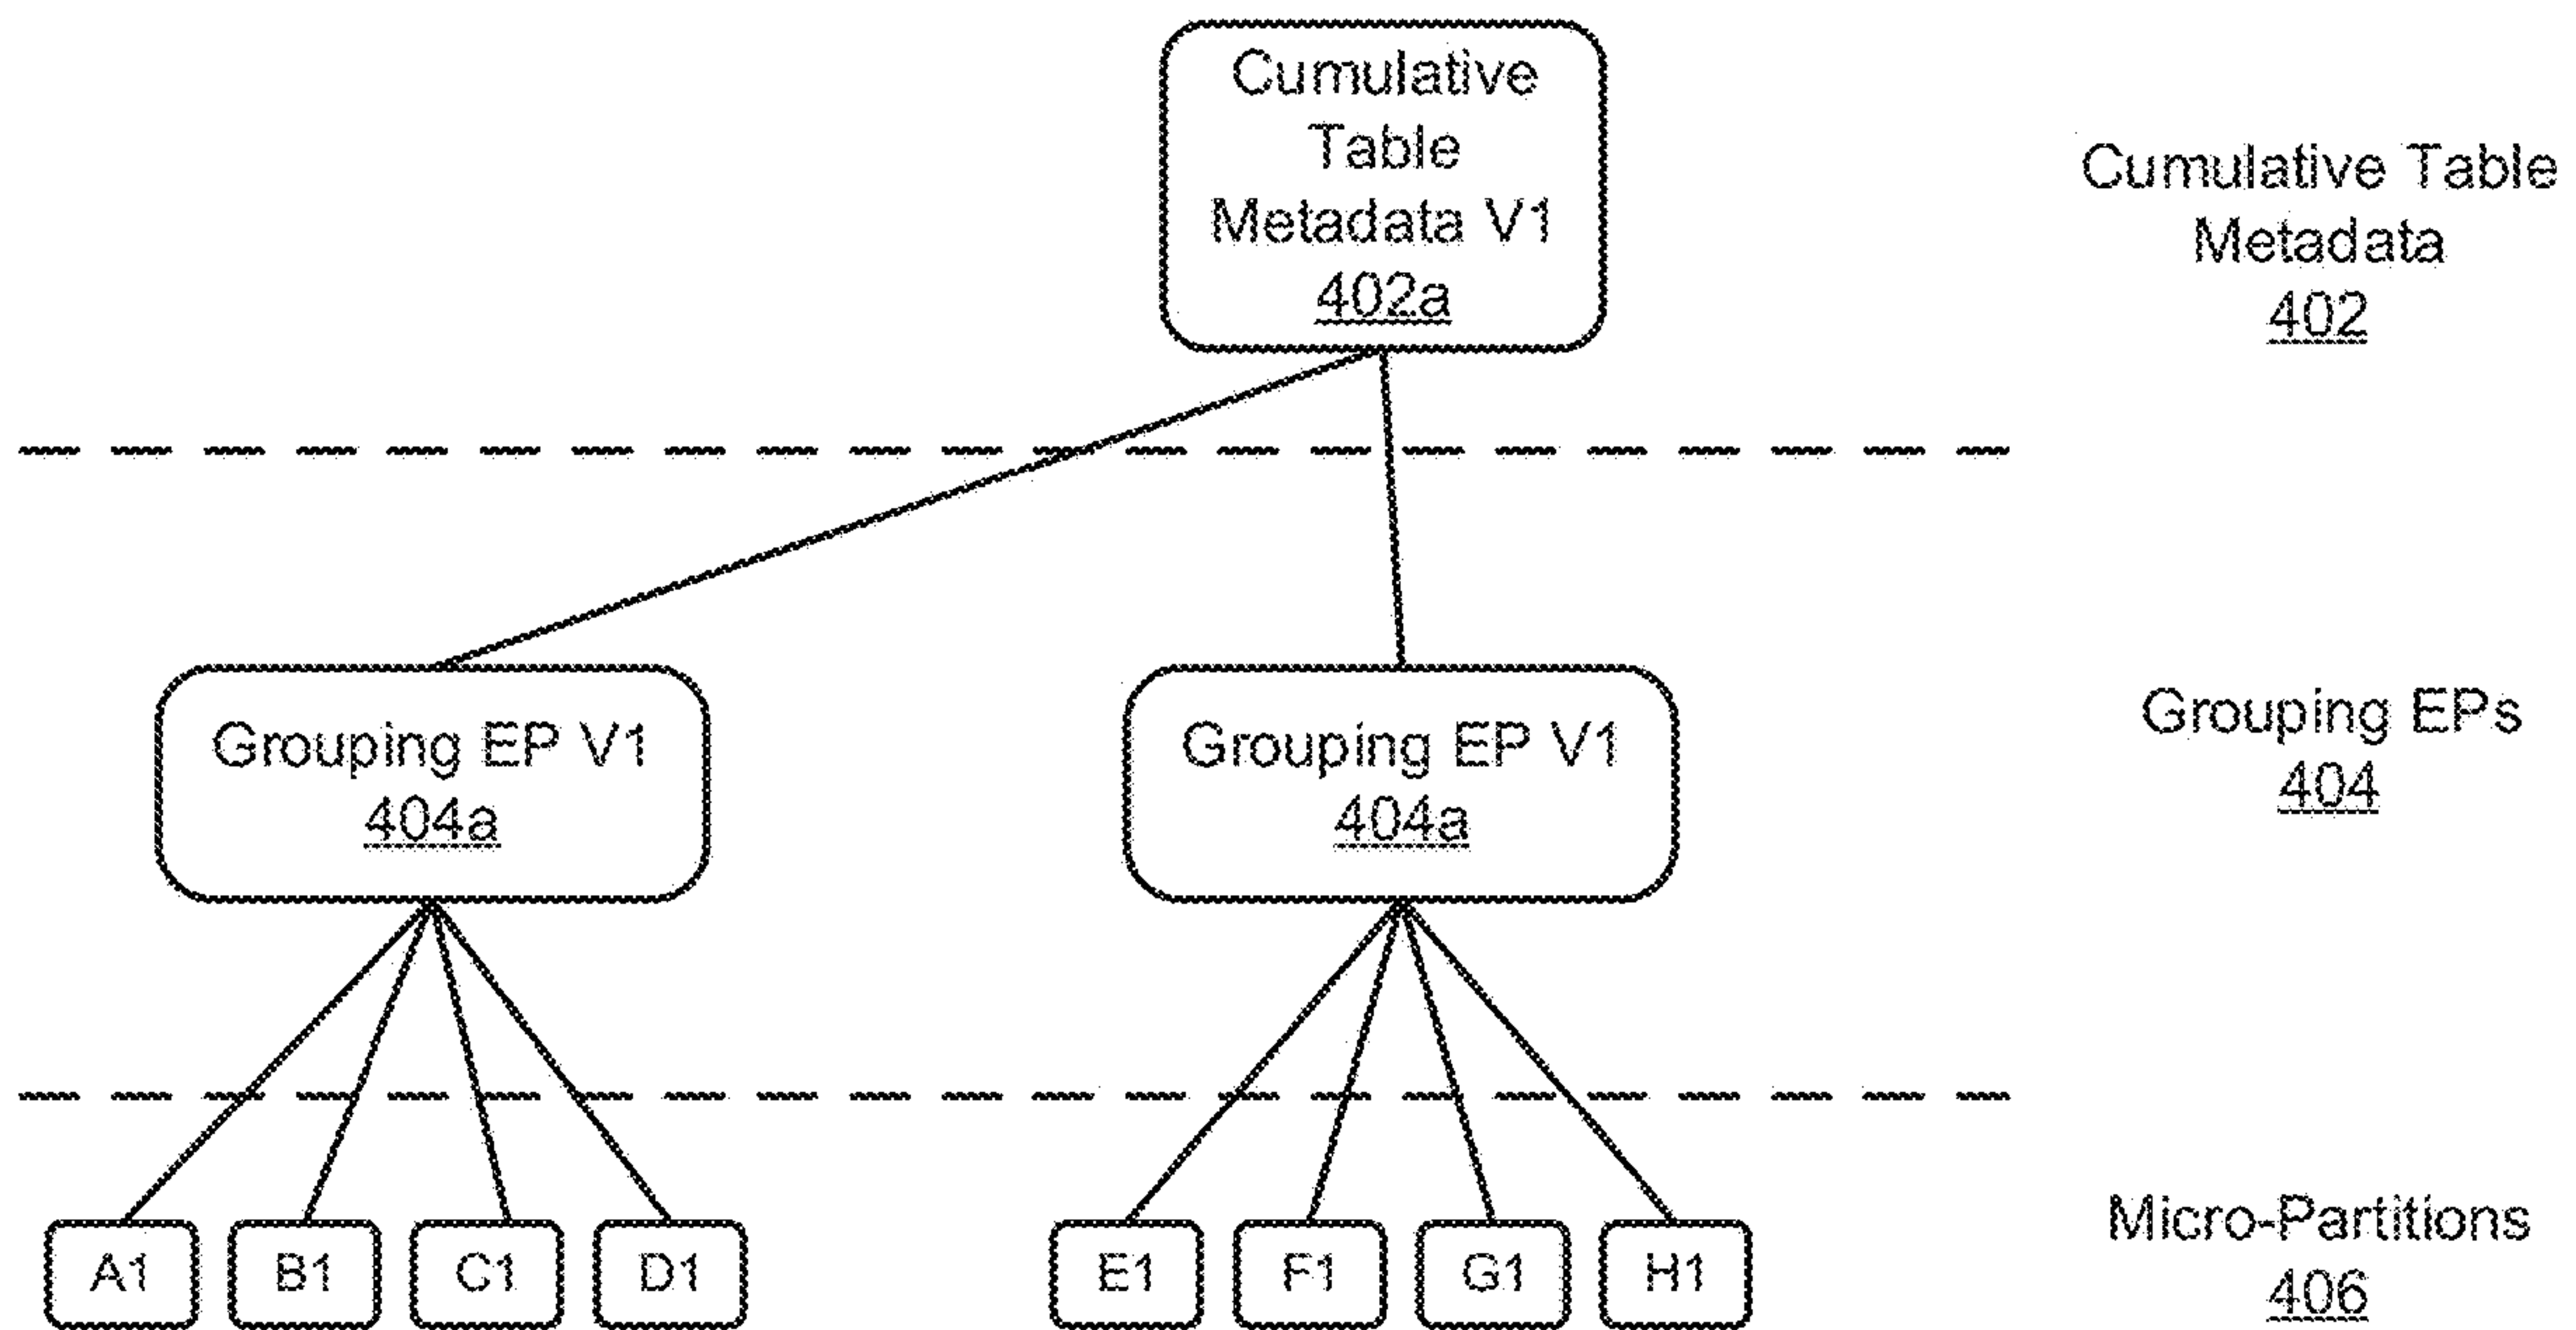 Cumulative
Table
Metadata V1
402a
Cumulative Table
Metadata
402
Grouping EP V1
404a
Grouping EP V1
404a
Grouping EPs
404
A1
B1
C1
D1
E1
F1
G1
H1
Micro-Partitions
406